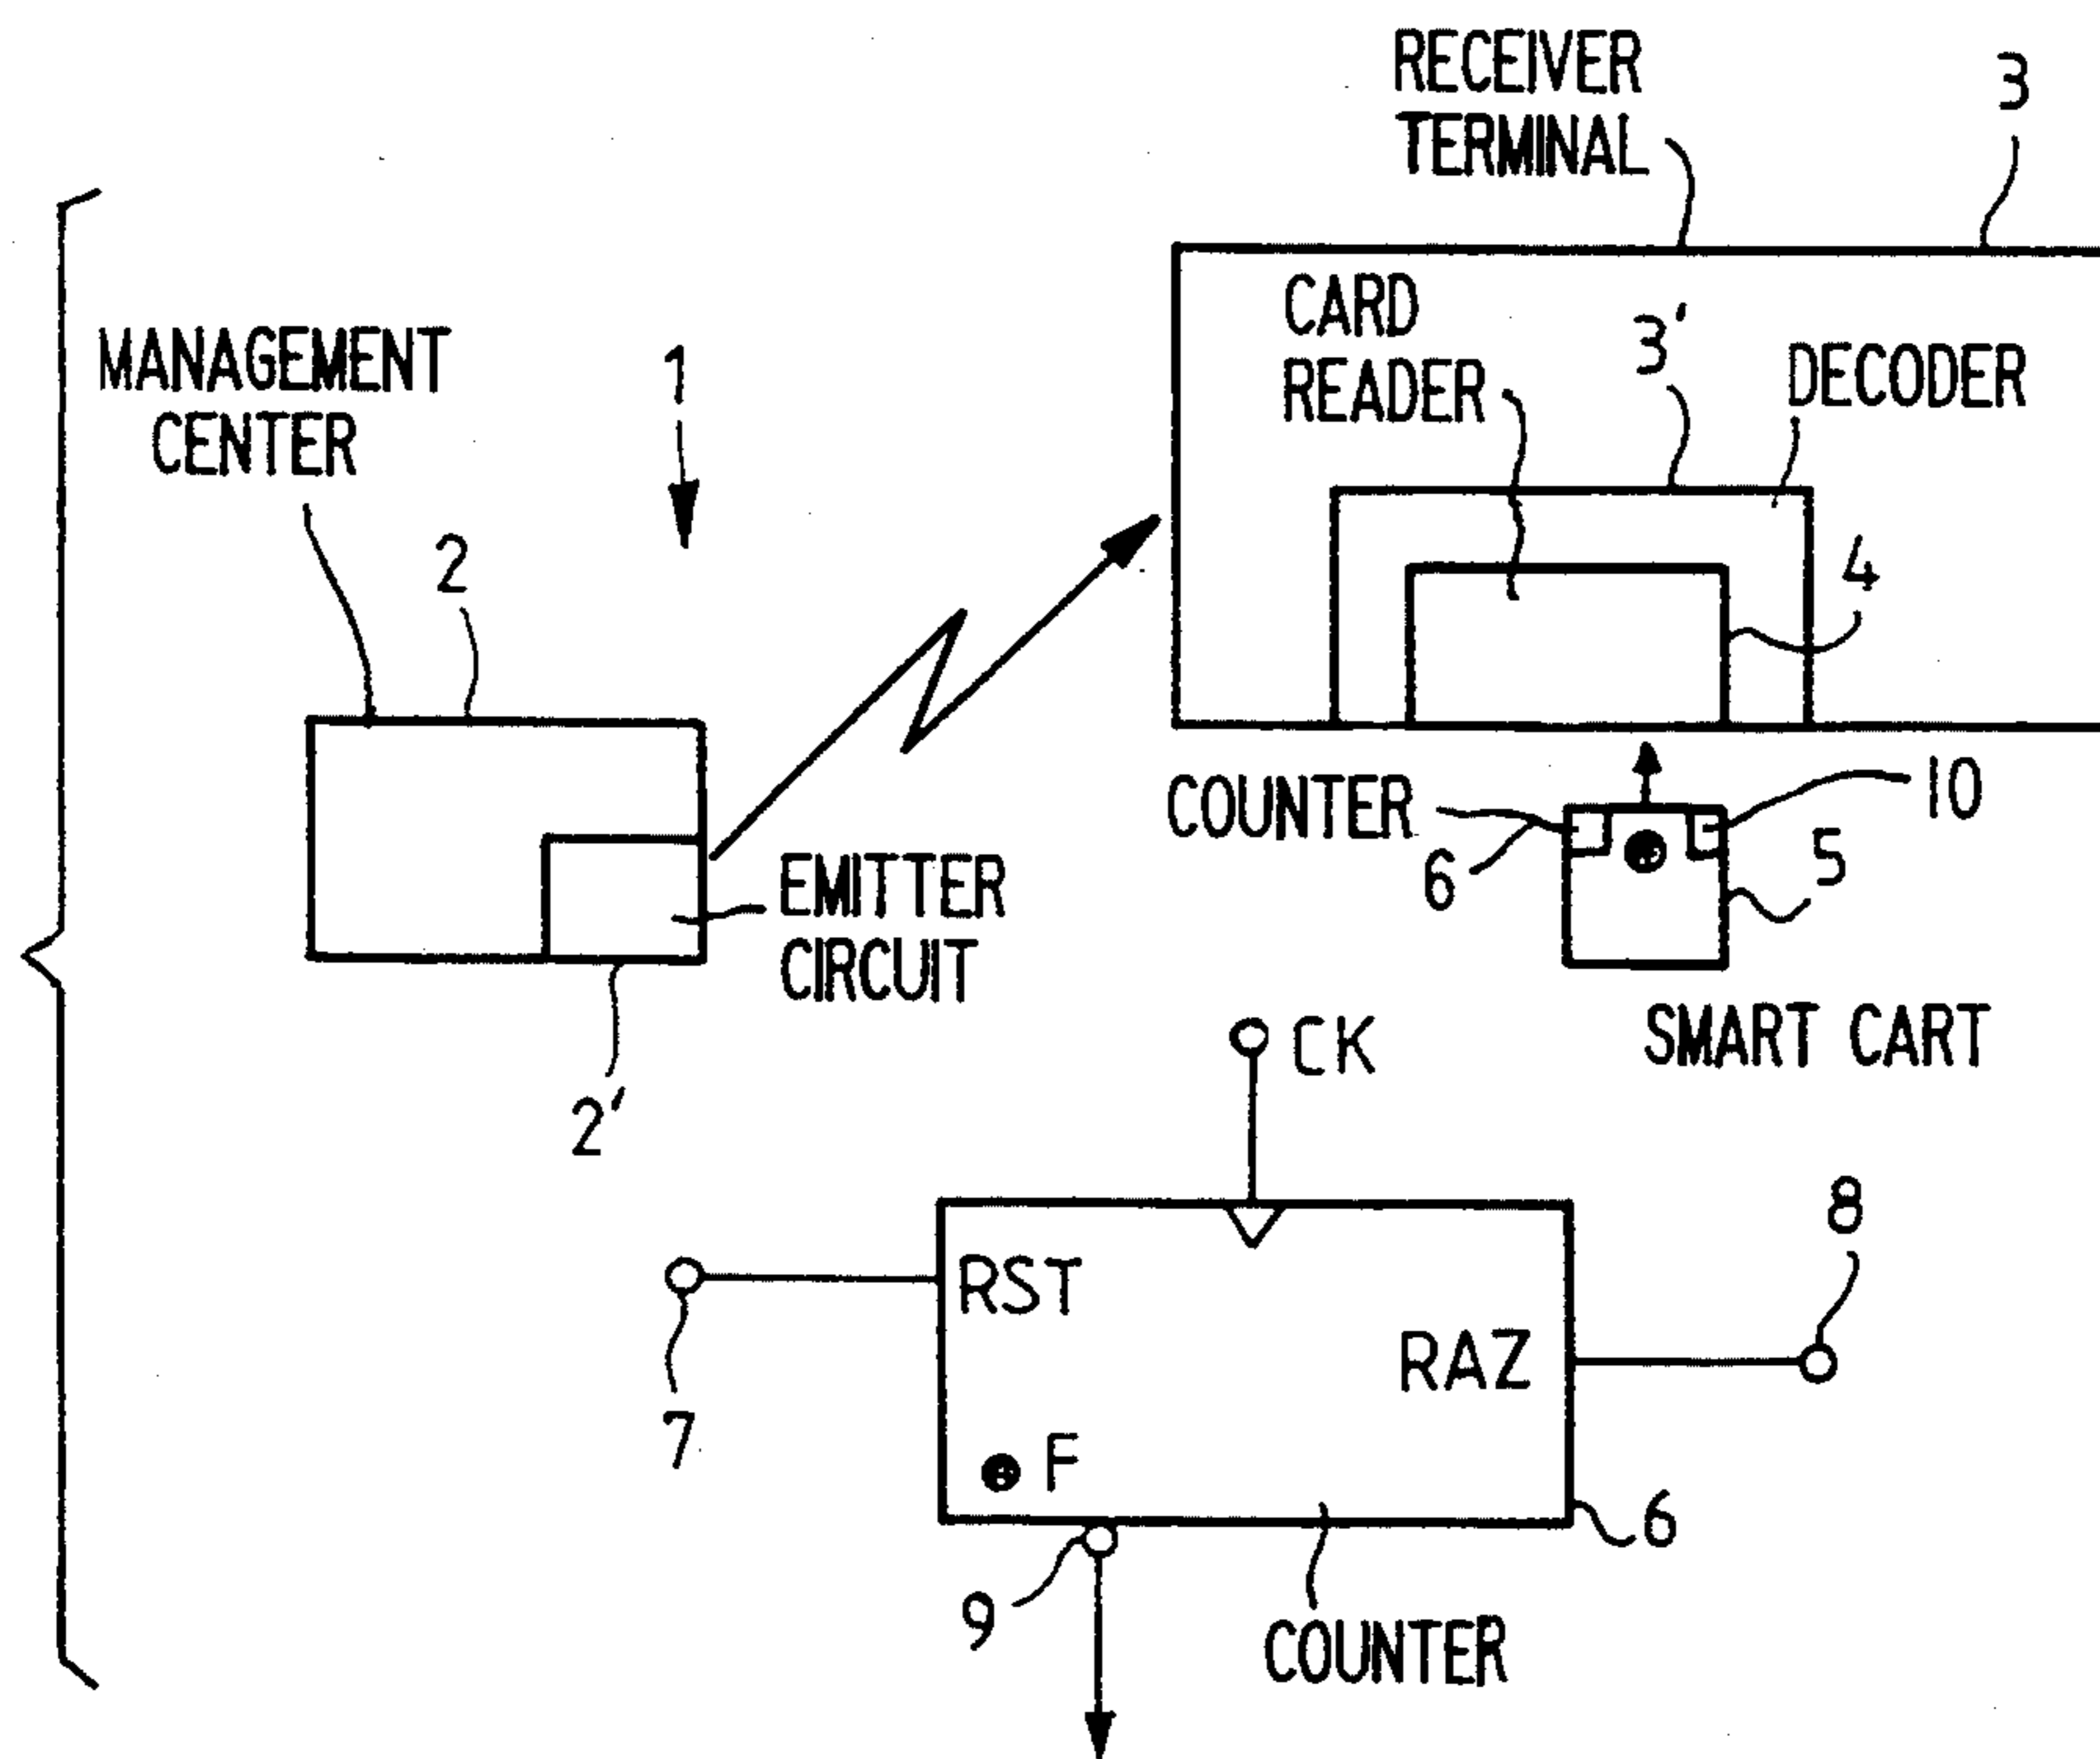 RECEIVER
TERMINAL
3
CARD
READER
3'
DECODER
MANAGEMENT
CENTER
1
2
4
COUNTER
10
6
5
EMITTER
CIRCUIT
SMART CART
2'
CK
8
RST
RAZ
7
F
6
9
COUNTER